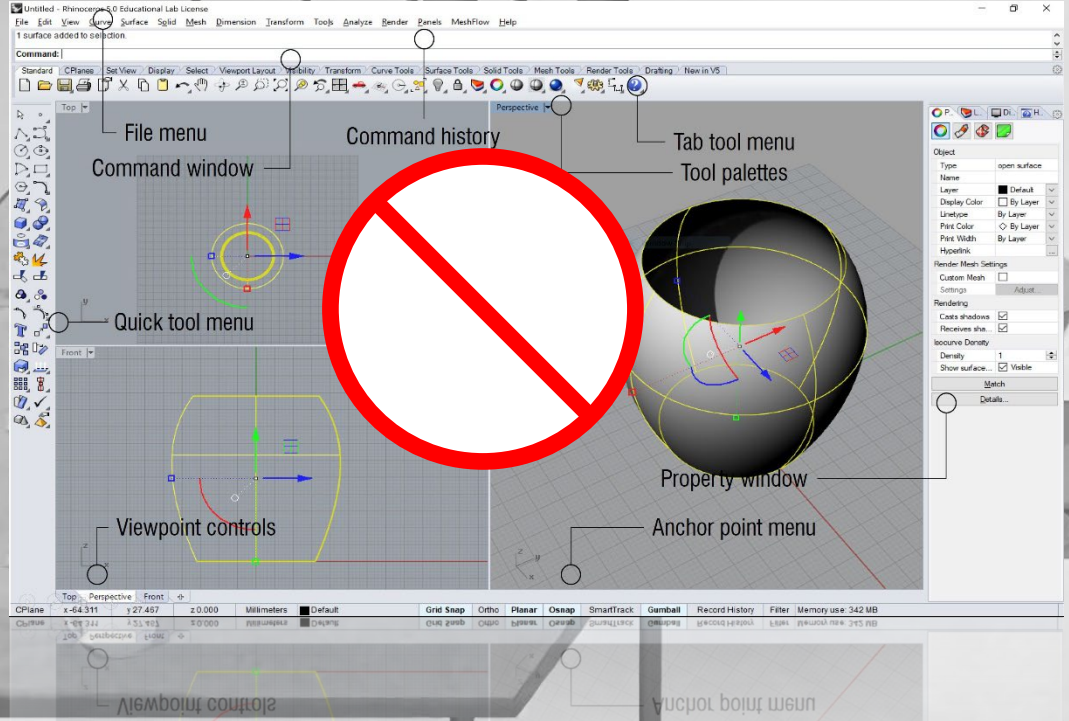 Untitled - Rhinoceros 5.0 Educational Lab License
File Edit View Curve Surface Solid Mesh Dimension Transform Tools Analyze Render Panels MeshFlow Help
1 surface added to selection.
Command:
Standard CPlanes Set View Display Select Viewport Layout Visibility Transform Curve Tools Surface Tools Solid Tools Mesh Tools Render Tools Drafting New in V5
Top
Perspective
File menu
Command history
Tab tool menu
Command window
Tool palettes
Quick tool menu
Front
Property window
Viewpoint controls
Anchor point menu
P.. L.. Di.. H..
Object
Type open surface
Name
Layer Default
Display Color By Layer
Linetype By Layer
Print Color By Layer
Print Width By Layer
Hyperlink ...
Render Mesh Settings
Custom Mesh
Settings Adjust...
Rendering
Casts shadows
Receives sha...
Isocurve Density
Density 1
Show surface... Visible
Match
Details...
y
z
x
z y
x
Top Perspective Front
CPlane x -64.311 y 27.467 z 0.000 Millimeters Default Grid Snap Ortho Planar Osnap SmartTrack Gumball Record History Filter Memory use: 342 MB